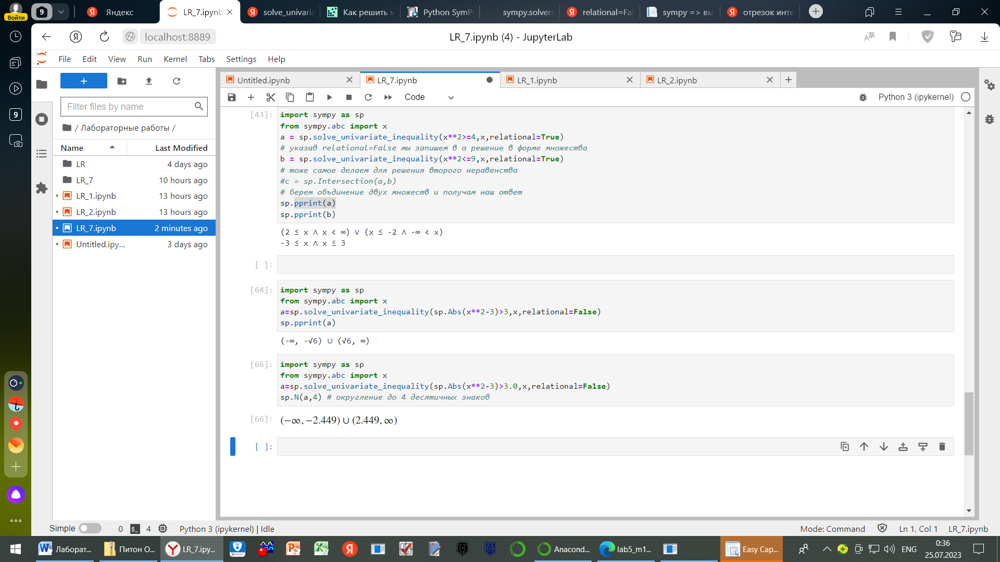 Войти
9
Яндекс
LR_7.ipynb
solve_univaria
Как решить
Python SymP
sympy.solvers
relational=Fal
sympy => вы
отрезок инте
localhost:8889
LR_7.ipynb (4) - JupyterLab
9
File Edit View Run Kernel Tabs Settings Help
Untitled.ipynb
LR_7.ipynb
LR_1.ipynb
LR_2.ipynb
Code
Python 3 (ipykernel)
Filter files by name
/ Лабораторные работы /
Name Last Modified
LR 4 days ago
LR_7 10 hours ago
LR_1.ipynb 13 hours ago
LR_2.ipynb 13 hours ago
LR_7.ipynb 2 minutes ago
Untitled.ipy... 3 days ago
[43]: import sympy as sp
from sympy.abc import x
a = sp.solve_univariate_inequality(x**2>=4,x,relational=True)
# указав relational=False мы запишем в a решение в форме множества
b = sp.solve_univariate_inequality(x**2<=9,x,relational=True)
# тоже самое делаем для решения второго неравенства
#c = sp.Intersection(a,b)
# берем объдинение двух множеств и получам наш ответ
sp.pprint(a)
sp.pprint(b)
(2 ≤ x ∧ x < ∞) ∨ (x ≤ -2 ∧ -∞ < x)
-3 ≤ x ∧ x ≤ 3
[ ]:
[64]: import sympy as sp
from sympy.abc import x
a=sp.solve_univariate_inequality(sp.Abs(x**2-3)>3,x,relational=False)
sp.pprint(a)
(-∞, -√6) ∪ (√6, ∞)
[66]: import sympy as sp
from sympy.abc import x
a=sp.solve_univariate_inequality(sp.Abs(x**2-3)>3.0,x,relational=False)
sp.N(a,4) # округление до 4 десятичных знаков
[66]: (−∞, −2.449) ∪ (2.449, ∞)
[ ]:
Simple 0 4 Python 3 (ipykernel) | Idle
Mode: Command Ln 1, Col 1 LR_7.ipynb
Лаборат...
Питон О...
LR_7.ipy...
Anacond...
lab5_m1...
Easy Cap...
ENG
0:36
25.07.2023